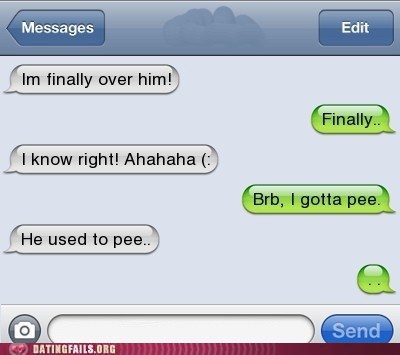 Messages
Edit
Im finally over him!
Finally..
I know right! Ahahaha (:
Brb, I gotta pee.
He used to pee..
. .
Send
DATINGFAILS.ORG